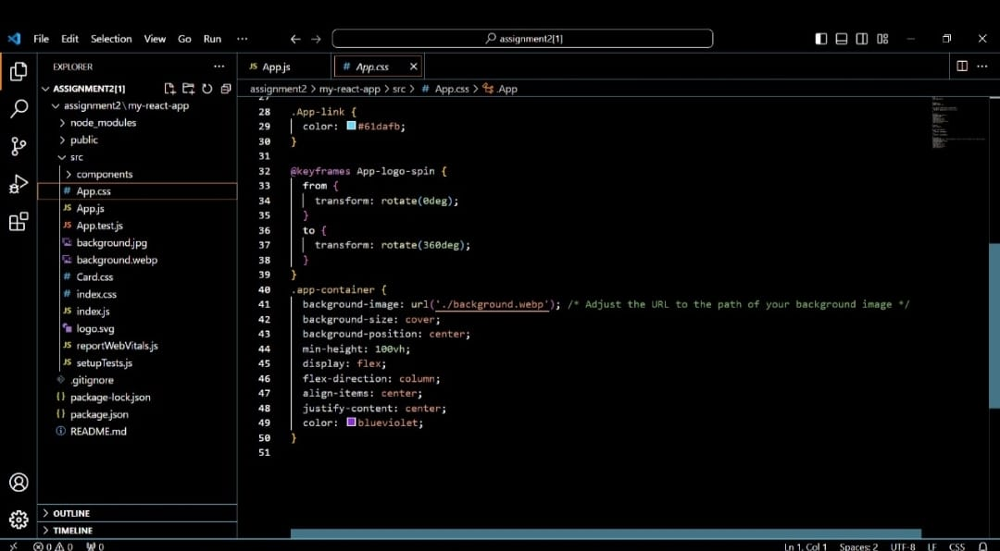 File Edit Selection View Go Run ··· assignment2[1]
EXPLORER
ASSIGNMENT2[1]
assignment2\my-react-app
node_modules
public
src
components
# App.css
JS App.js
JS App.test.js
background.jpg
background.webp
# Card.css
# index.css
JS index.js
logo.svg
JS reportWebVitals.js
JS setupTests.js
.gitignore
{} package-lock.json
{} package.json
README.md
OUTLINE
TIMELINE
JS App.js # App.css ×
assignment2 > my-react-app > src > # App.css > .App
27
28 .App-link {
29 color: #61dafb;
30 }
31
32 @keyframes App-logo-spin {
33 from {
34 transform: rotate(0deg);
35 }
36 to {
37 transform: rotate(360deg);
38 }
39 }
40 .app-container {
41 background-image: url('./background.webp'); /* Adjust the URL to the path of your background image */
42 background-size: cover;
43 background-position: center;
44 min-height: 100vh;
45 display: flex;
46 flex-direction: column;
47 align-items: center;
48 justify-content: center;
49 color: blueviolet;
50 }
51
0 0 0 Ln 1, Col 1 Spaces: 2 UTF-8 LF CSS